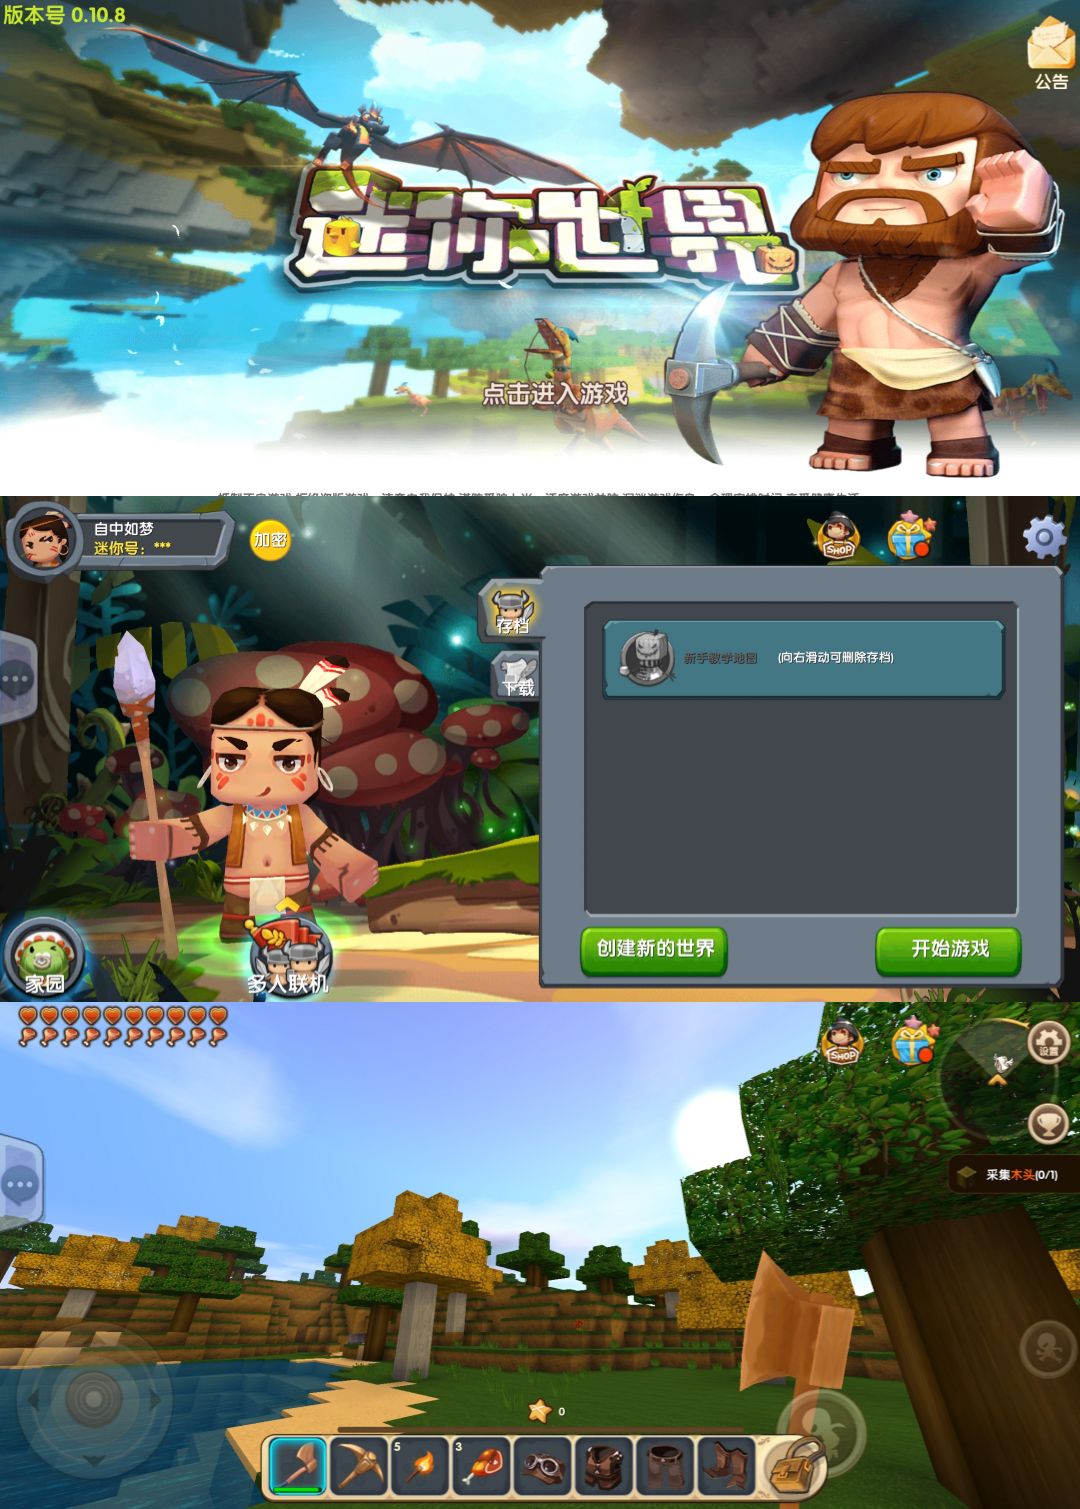 版本号 0.10.8
公告
迷你世界
点击进入游戏
自中如梦
迷你号：***
加密
SHOP
存档
下载
新手教学地图 (向右滑动可删除存档)
创建新的世界
开始游戏
家园
多人联机
SHOP
设置
采集木头(0/1)
0
5
3